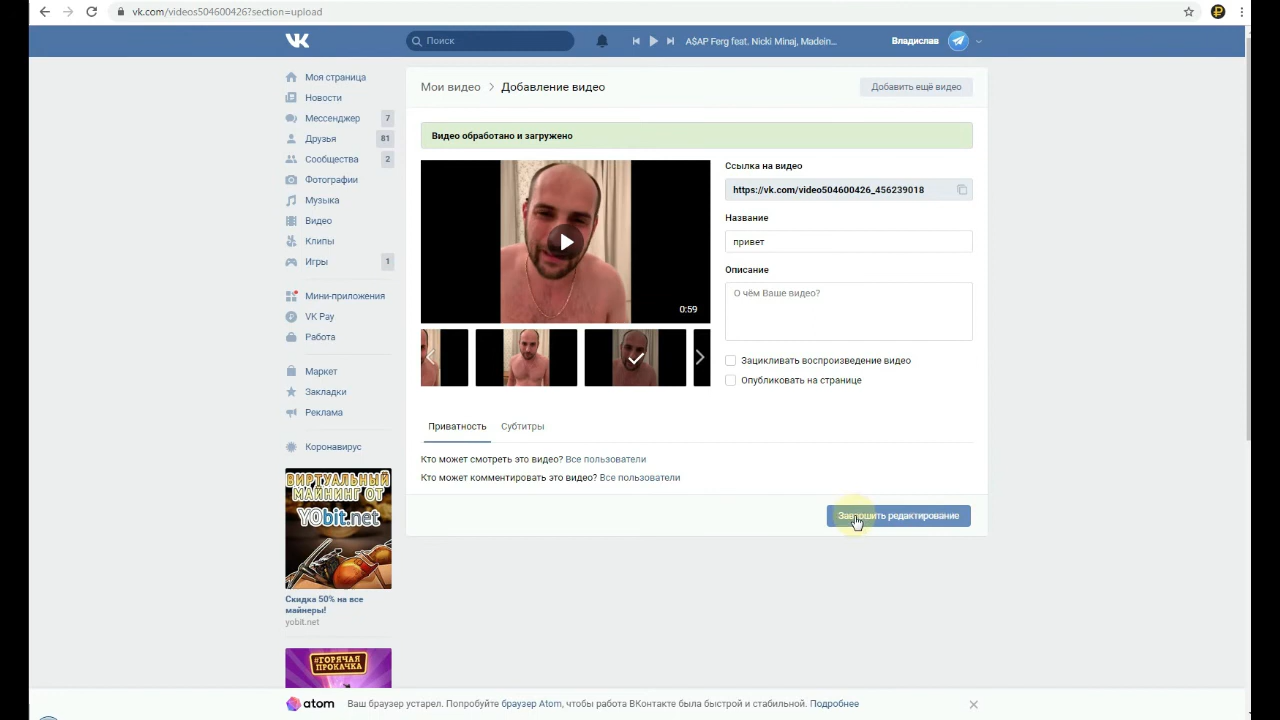 vk.com/videos504600426?section=upload
Поиск
A$AP Ferg feat. Nicki Minaj, Madein...
Владислав
Моя страница
Новости
Мессенджер 7
Друзья 81
Сообщества 2
Фотографии
Музыка
Видео
Клипы
Игры 1
Мини-приложения
VK Pay
Работа
Маркет
Закладки
Реклама
Коронавирус
ВИРТУАЛЬНЫЙ
МАЙНИНГ ОТ
YObit.net
Скидка 50% на все
майнеры!
yobit.net
#ГОРЯЧАЯ
ПРОКАЧКА
Мои видео
Добавление видео
Добавить ещё видео
Видео обработано и загружено
0:59
Ссылка на видео
https://vk.com/video504600426_456239018
Название
привет
Описание
О чём Ваше видео?
Зацикливать воспроизведение видео
Опубликовать на странице
Приватность
Субтитры
Кто может смотреть это видео? Все пользователи
Кто может комментировать это видео? Все пользователи
Завершить редактирование
atom
Ваш браузер устарел. Попробуйте браузер Atom, чтобы работа ВКонтакте была быстрой и стабильной. Подробнее